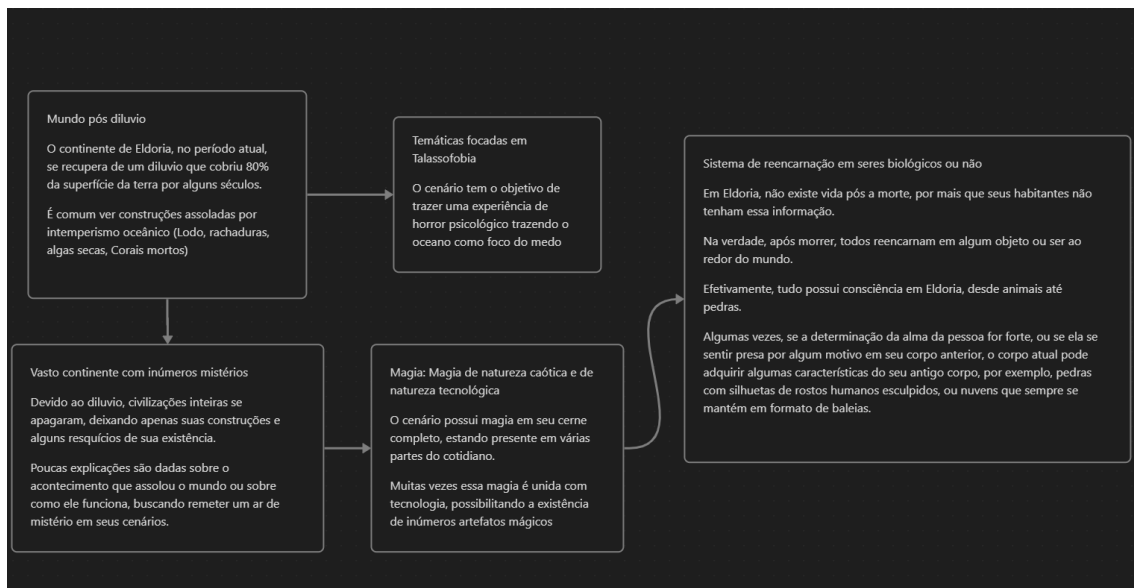 Mundo pós diluvio
O continente de Eldoria, no período atual,
se recupera de um diluvio que cobriu 80%
da superfície da terra por alguns séculos.
É comum ver construções assoladas por
intemperismo oceânico (Lodo, rachaduras,
algas secas, Corais mortos)
Temáticas focadas em
Talassofobia
O cenário tem o objetivo de
trazer uma experiência de
horror psicológico trazendo o
oceano como foco do medo
Vasto continente com inúmeros mistérios
Devido ao diluvio, civilizações inteiras se
apagaram, deixando apenas suas construções e
alguns resquícios de sua existência.
Poucas explicações são dadas sobre o
acontecimento que assolou o mundo ou sobre
como ele funciona, buscando remeter um ar de
mistério em seus cenários.
Magia: Magia de natureza caótica e de
natureza tecnológica
O cenário possui magia em seu cerne
completo, estando presente em várias
partes do cotidiano.
Muitas vezes essa magia é unida com
tecnologia, possibilitando a existência
de inúmeros artefatos mágicos
Sistema de reencarnação em seres biológicos ou não
Em Eldoria, não existe vida pós a morte, por mais que seus habitantes não
tenham essa informação.
Na verdade, após morrer, todos reencarnam em algum objeto ou ser ao
redor do mundo.
Efetivamente, tudo possui consciência em Eldoria, desde animais até
pedras.
Algumas vezes, se a determinação da alma da pessoa for forte, ou se ela se
sentir presa por algum motivo em seu corpo anterior, o corpo atual pode
adquirir algumas características do seu antigo corpo, por exemplo, pedras
com silhuetas de rostos humanos esculpidos, ou nuvens que sempre se
mantém em formato de baleias.